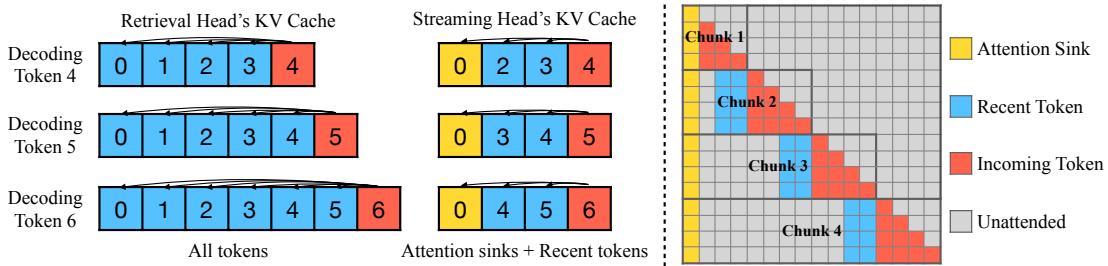 Retrieval Head's KV Cache
Streaming Head's KV Cache
Decoding
Token 4
0 1 2 3 4
0 2 3 4
Decoding
Token 5
0 1 2 3 4 5
0 3 4 5
Decoding
Token 6
0 1 2 3 4 5 6
0 4 5 6
All tokens
Attention sinks + Recent tokens
Chunk 1
Chunk 2
Chunk 3
Chunk 4
Attention Sink
Recent Token
Incoming Token
Unattended